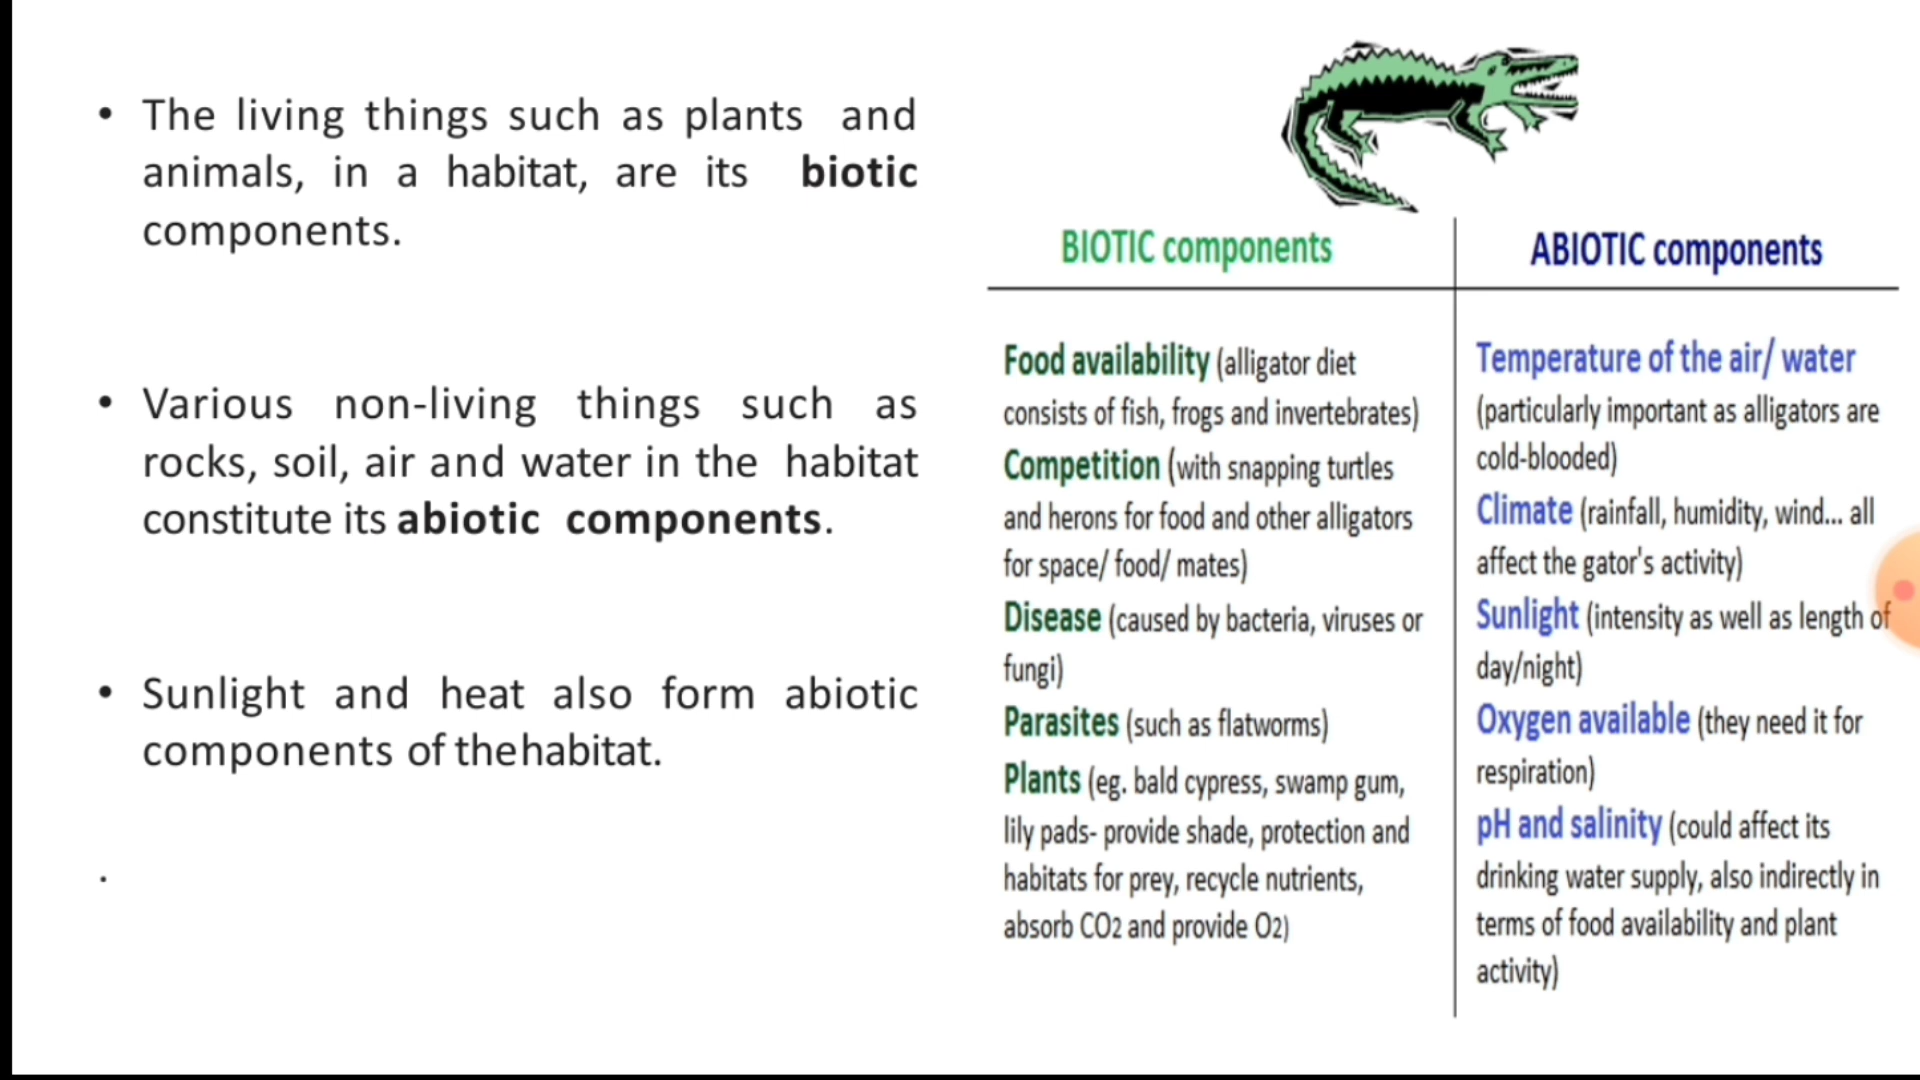 • The living things such as plants and
animals, in a habitat, are its biotic
components.
• Various non-living things such as
rocks, soil, air and water in the habitat
constitute its abiotic components.
• Sunlight and heat also form abiotic
components of thehabitat.
.
BIOTIC components
Food availability (alligator diet
consists of fish, frogs and invertebrates)
Competition (with snapping turtles
and herons for food and other alligators
for space/ food/ mates)
Disease (caused by bacteria, viruses or
fungi)
Parasites (such as flatworms)
Plants (eg. bald cypress, swamp gum,
lily pads- provide shade, protection and
habitats for prey, recycle nutrients,
absorb CO2 and provide O2)
ABIOTIC components
Temperature of the air/ water
(particularly important as alligators are
cold-blooded)
Climate (rainfall, humidity, wind... all
affect the gator's activity)
Sunlight (intensity as well as length of
day/night)
Oxygen available (they need it for
respiration)
pH and salinity (could affect its
drinking water supply, also indirectly in
terms of food availability and plant
activity)